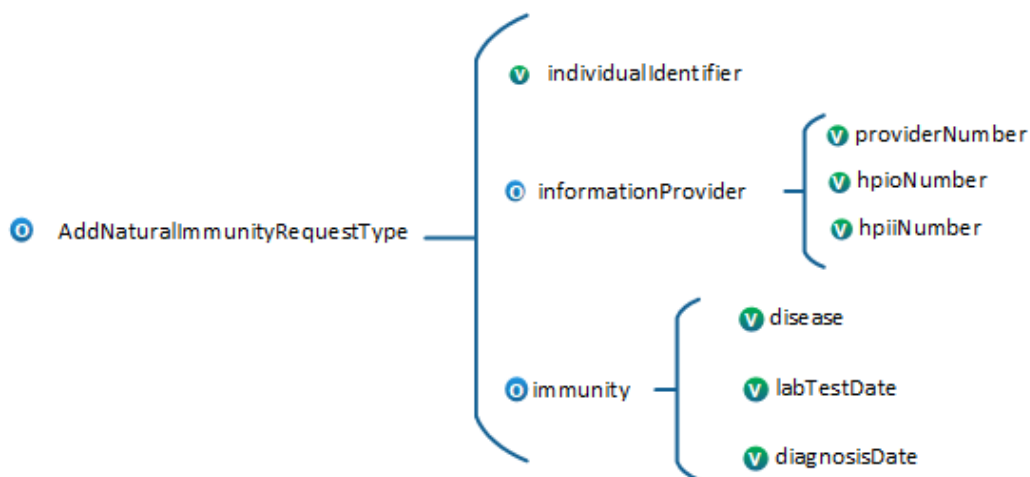 V individualIdentifier
V providerNumber
O informationProvider
V hpioNumber
V hpiiNumber
O AddNaturalImmunityRequestType
V disease
O immunity
V labTestDate
V diagnosisDate